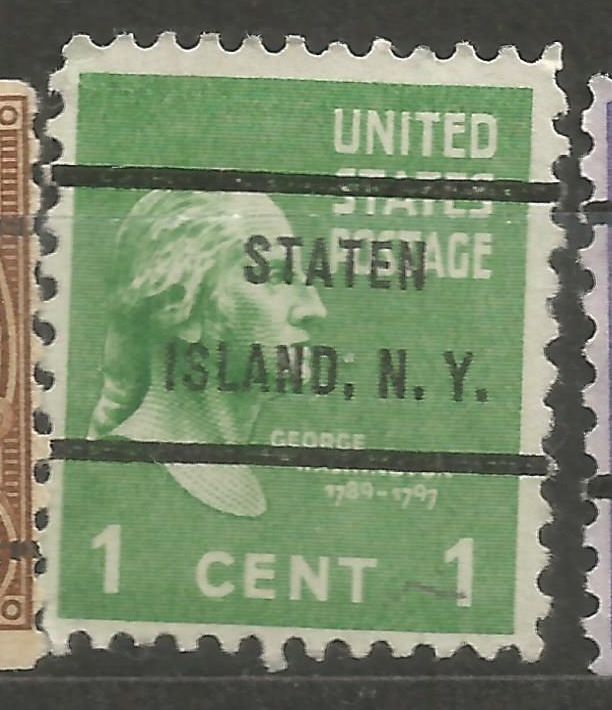 UNITED
STATES
POSTAGE
STATEN
ISLAND, N. Y.
GEORGE
WASHINGTON
1789-1797
1 CENT 1